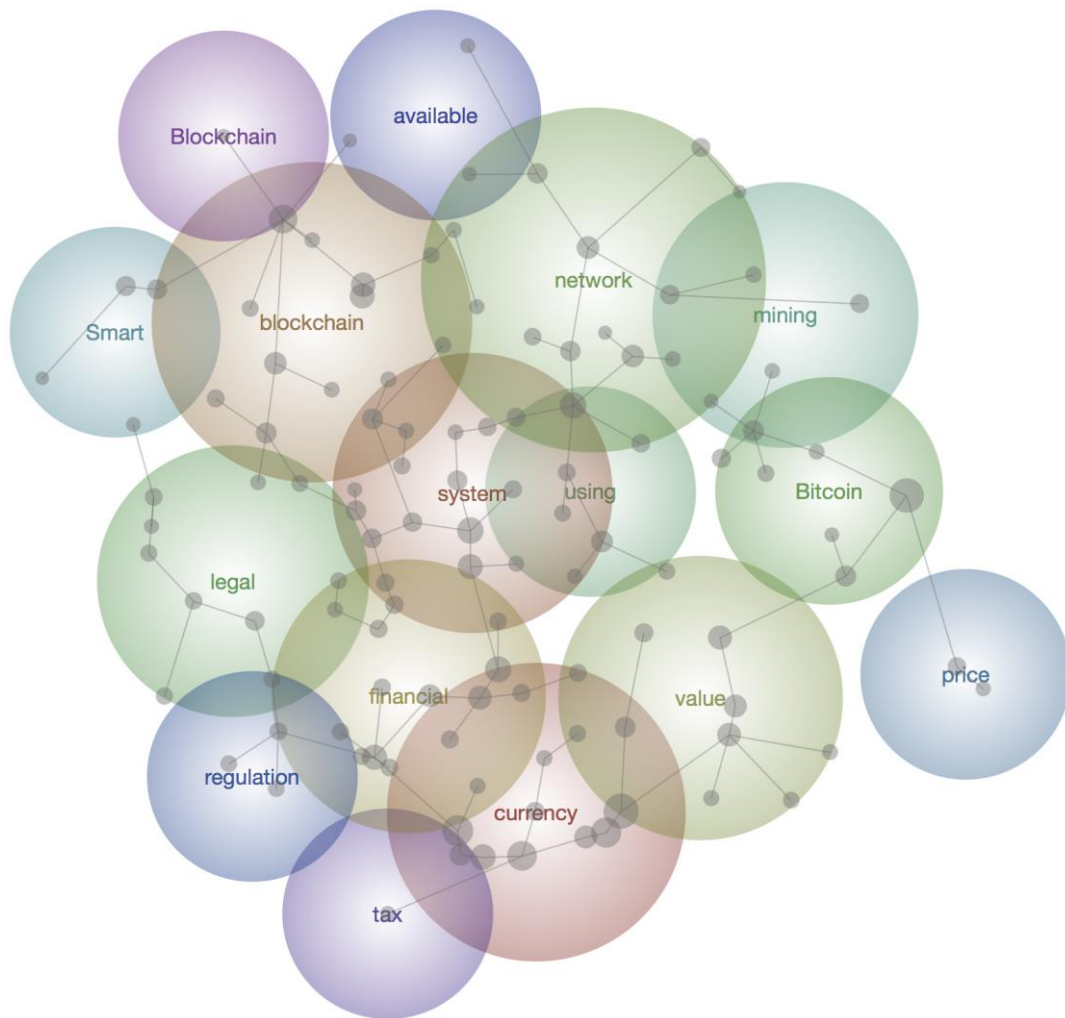 available
Blockchain
network
mining
blockchain
Smart
system
using
Bitcoin
legal
price
financial
value
regulation
currency
tax